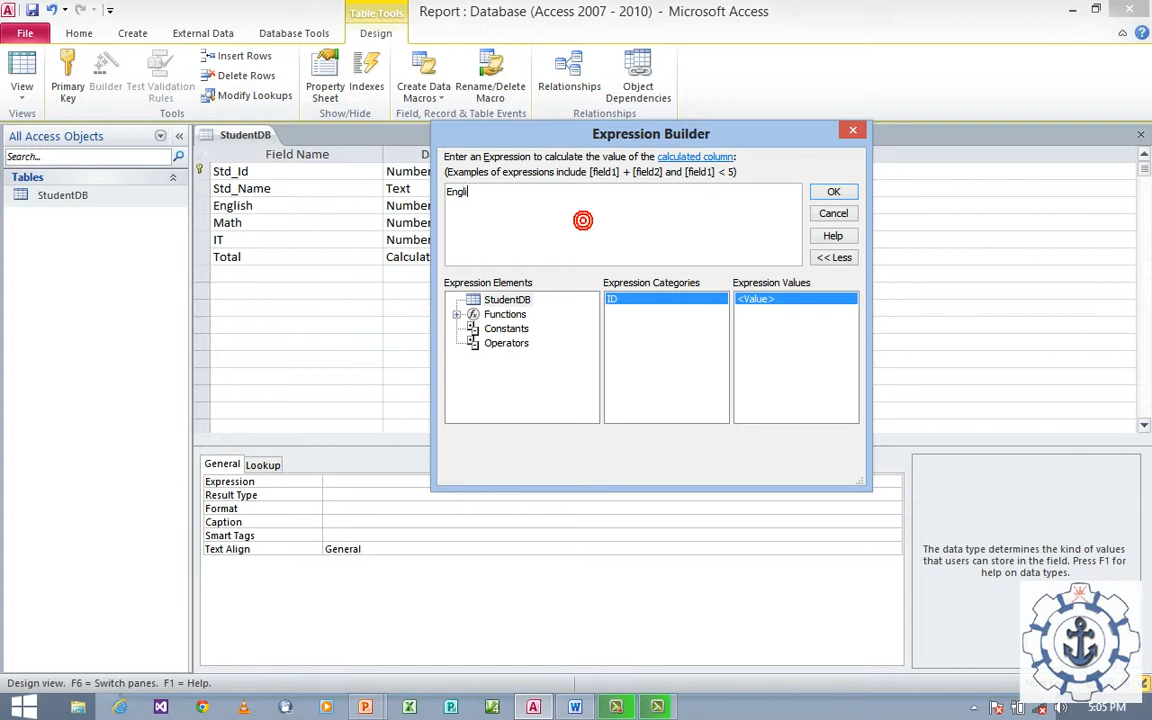 Table Tools
Report : Database (Access 2007 - 2010) - Microsoft Access
File
Home
Create
External Data
Database Tools
Design
View
Primary Key
Builder
Test Validation Rules
Insert Rows
Delete Rows
Modify Lookups
Property Sheet
Indexes
Create Data Macros
Rename/Delete Macro
Relationships
Object Dependencies
Views
Tools
Show/Hide
Field, Record & Table Events
Relationships
All Access Objects
Search...
Tables
StudentDB
StudentDB
Field Name
D
Std_Id
Number
Std_Name
Text
English
Number
Math
Number
IT
Number
Total
Calculat
Expression Builder
Enter an Expression to calculate the value of the calculated column:
(Examples of expressions include [field1] + [field2] and [field1] < 5)
Engli
OK
Cancel
Help
<< Less
Expression Elements
Expression Categories
Expression Values
StudentDB
Functions
Constants
Operators
ID
<Value>
General
Lookup
Expression
Result Type
Format
Caption
Smart Tags
Text Align
General
The data type determines the kind of values
that users can store in the field. Press F1 for
help on data types.
Design view. F6 = Switch panes. F1 = Help.
5:05 PM